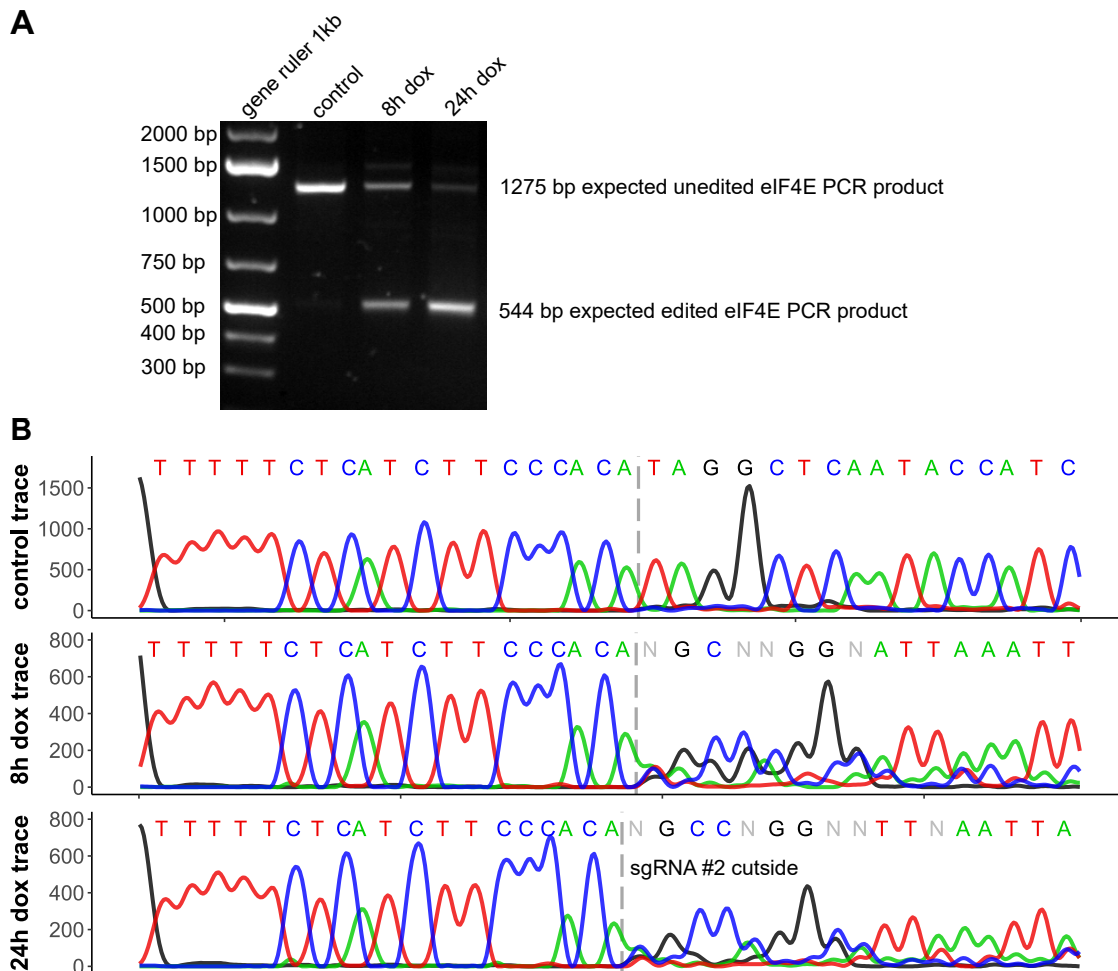 A
gene ruler 1kb
control
8h dox
24h dox
2000 bp
1500 bp
1000 bp
750 bp
500 bp
400 bp
300 bp
1275 bp expected unedited eIF4E PCR product
544 bp expected edited eIF4E PCR product
B
control trace
T T T T T C T C A T C T T C C C A C A T A G G C T C A A T A C C A T C
1500
1000
500
0
8h dox trace
T T T T T C T C A T C T T C C C A C A N G C N N G G N A T T A A A T T
800
600
400
200
0
24h dox trace
T T T T T C T C A T C T T C C C A C A N G C C N G G N N T T N A A T T A
sgRNA #2 cutside
800
600
400
200
0